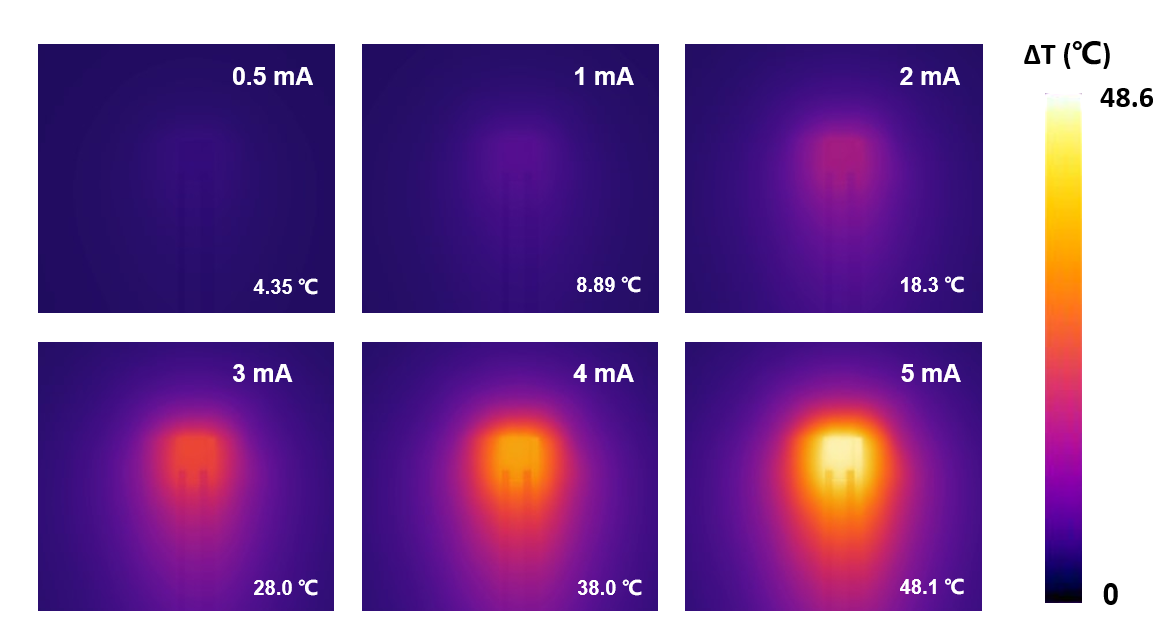 0.5 mA
4.35 ℃
1 mA
8.89 ℃
2 mA
18.3 ℃
3 mA
28.0 ℃
4 mA
38.0 ℃
5 mA
48.1 ℃
ΔT (℃)
48.6
0